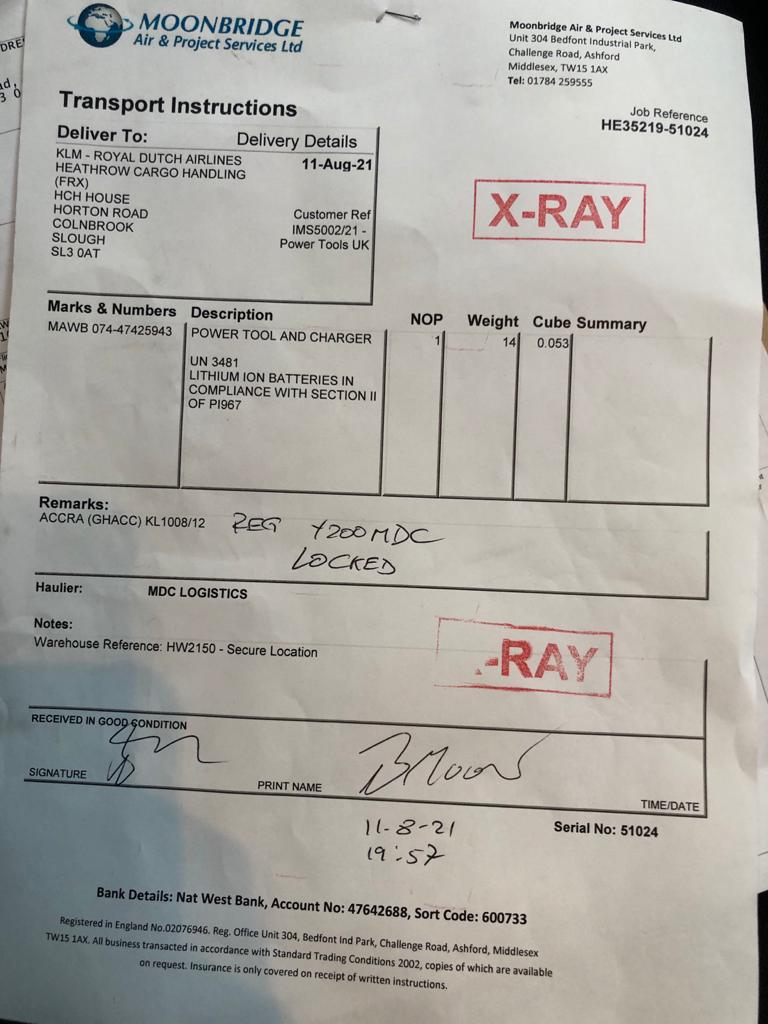 MOONBRIDGE
Air & Project Services Ltd
Moonbridge Air & Project Services Ltd
Unit 304 Bedfont Industrial Park,
Challenge Road, Ashford
Middlesex, TW15 1AX
Tel: 01784 259555
Transport Instructions
Job Reference
HE35219-51024
Deliver To:
Delivery Details
KLM - ROYAL DUTCH AIRLINES
HEATHROW CARGO HANDLING
(FRX)
HCH HOUSE
HORTON ROAD
COLNBROOK
SLOUGH
SL3 0AT
11-Aug-21
Customer Ref
IMS5002/21 -
Power Tools UK
X-RAY
Marks & Numbers Description NOP Weight Cube Summary
MAWB 074-47425943 POWER TOOL AND CHARGER 1 14 0.053
UN 3481
LITHIUM ION BATTERIES IN
COMPLIANCE WITH SECTION II
OF PI967
Remarks:
ACCRA (GHACC) KL1008/12 REG Y200MDC
LOCKED
Haulier: MDC LOGISTICS
Notes:
Warehouse Reference: HW2150 - Secure Location
-RAY
RECEIVED IN GOOD CONDITION
SIGNATURE PRINT NAME B Moon TIME/DATE
11-8-21
19:57
Serial No: 51024
Bank Details: Nat West Bank, Account No: 47642688, Sort Code: 600733
Registered in England No.02076946. Reg. Office Unit 304, Bedfont Ind Park, Challenge Road, Ashford, Middlesex
TW15 1AX. All business transacted in accordance with Standard Trading Conditions 2002, copies of which are available
on request. Insurance is only covered on receipt of written instructions.